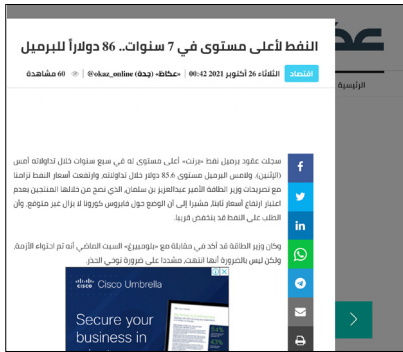 عكاظ
الرئيسية
النفط لأعلى مستوى في 7 سنوات.. 86 دولاراً للبرميل
اقتصاد
الثلاثاء 26 أكتوبر 2021 00:42 | «عكاظ» (جدة) okaz_online@ 60 مشاهدة
سجلت عقود برميل نفط «برنت» أعلى مستوى له في سبع سنوات خلال تداولاته أمس
(الإثنين). ولامس البرميل مستوى 85.6 دولار خلال تداولاته. وارتفعت أسعار النفط تزامنا
مع تصريحات وزير الطاقة الأمير عبدالعزيز بن سلمان، الذي نصح من خلالها المنتجين بعدم
اعتبار ارتفاع أسعار ثابتا، مشيرا إلى أن الوضع حول فايروس كورونا لا يزال غير متوقع، وأن
الطلب على النفط قد ينخفض قريبا.
وكان وزير الطاقة قد أكد في مقابلة مع «بلومبيرغ» السبت الماضي أنه تم احتواء الأزمة،
ولكن ليس بالضرورة أنها انتهت، مشددا على ضرورة توخي الحذر.
cisco Cisco Umbrella
Secure your
business in
34%
43%